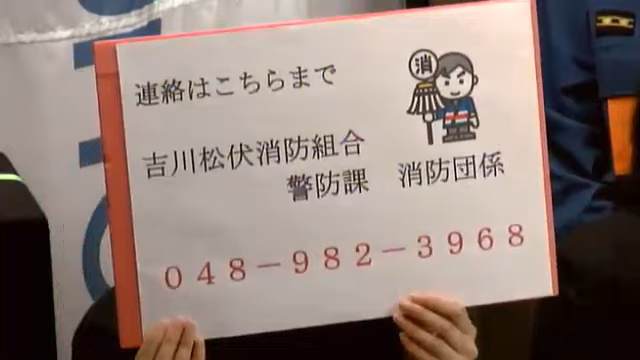 消
連絡はこちらまで
吉川松伏消防組合
警防課 消防団係
048-982-3968